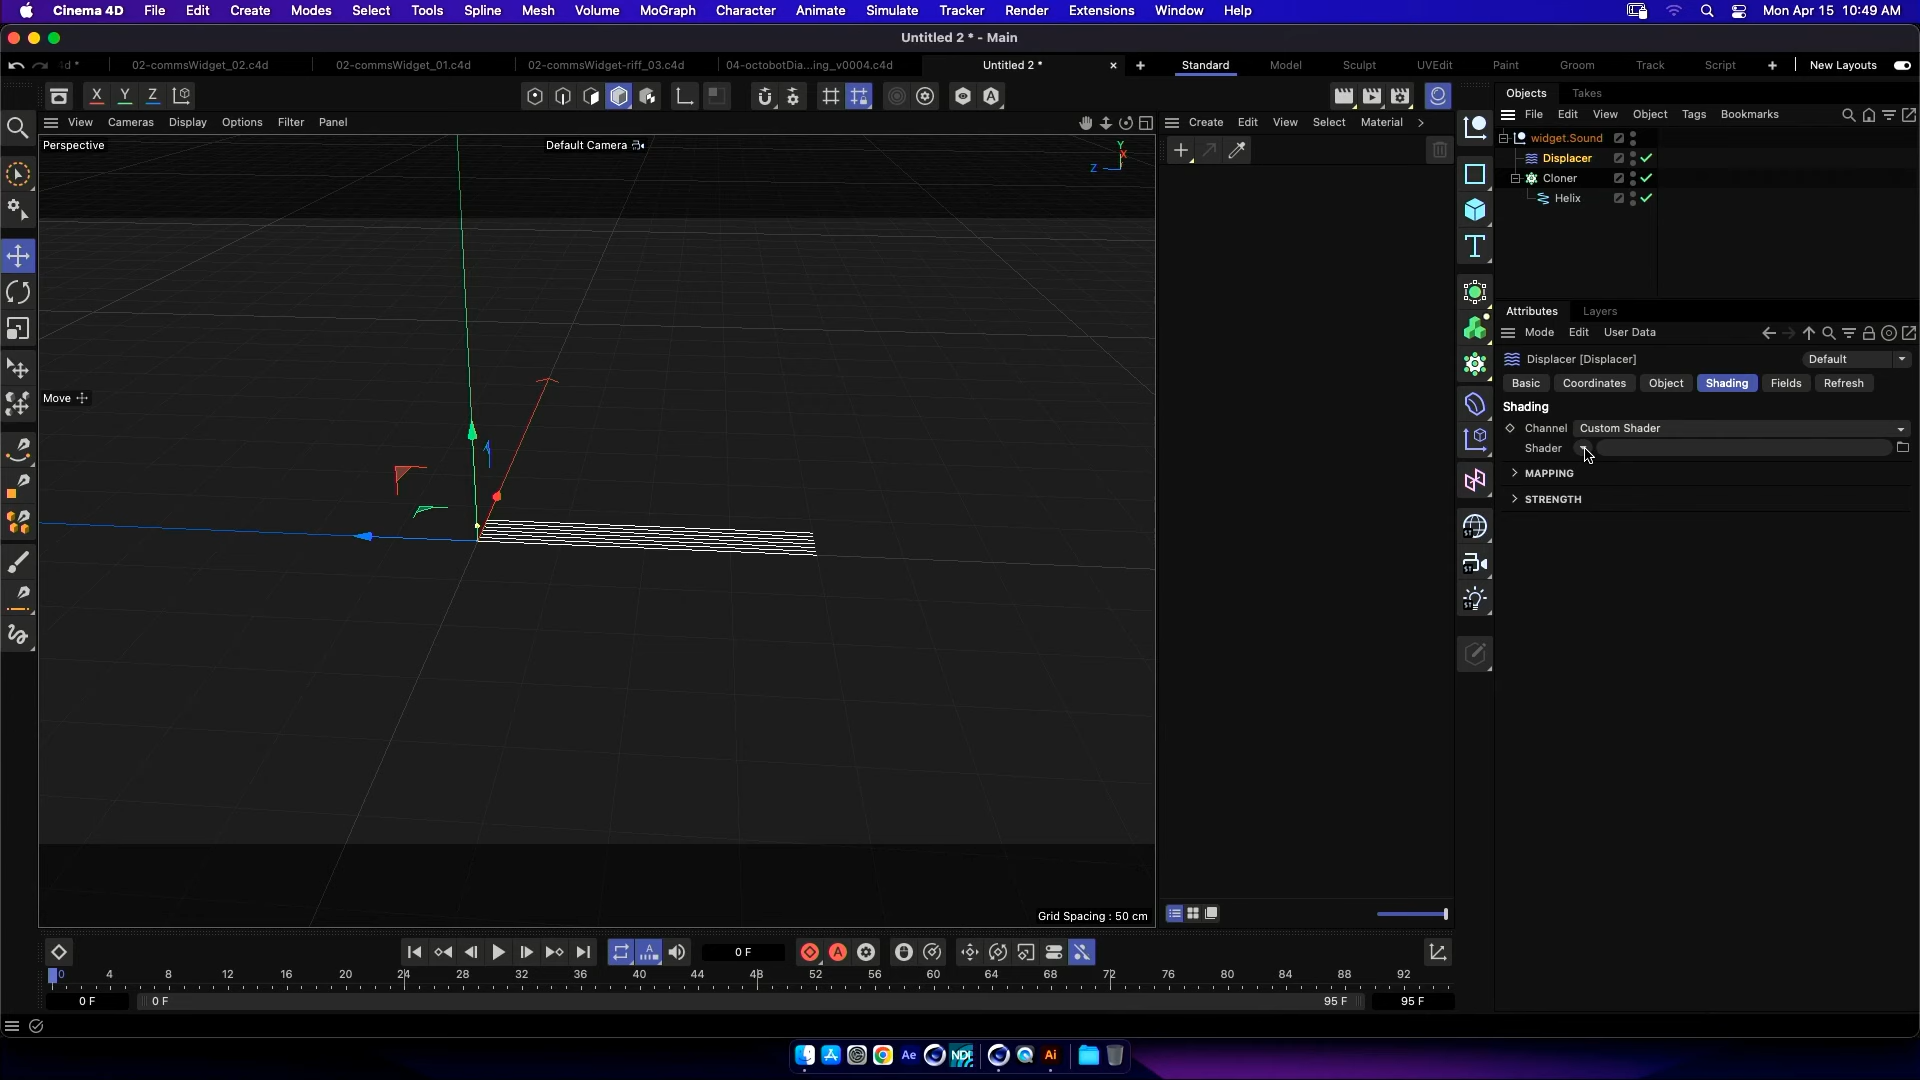 Cinema 4D File Edit Create Modes Select Tools Spline Mesh Volume MoGraph Character Animate Simulate Tracker Render Extensions Window Help Mon Apr 15 10:49 AM
Untitled 2 * - Main
02-commsWidget_02.c4d 02-commsWidget_01.c4d 02-commsWidget-riff_03.c4d 04-octobotDia...ing_v0004.c4d Untitled 2 * Standard Model Sculpt UVEdit Paint Groom Track Script New Layouts
X Y Z
Objects Takes
File Edit View Object Tags Bookmarks
View Cameras Display Options Filter Panel
Create Edit View Select Material
Perspective
Default Camera
Y
X
Z
widget.Sound
Displacer
Cloner
Helix
Attributes Layers
Mode Edit User Data
Displacer [Displacer] Default
Basic Coordinates Object Shading Fields Refresh
Move
Shading
Channel Custom Shader
Shader
MAPPING
STRENGTH
Grid Spacing : 50 cm
0 F
0 4 8 12 16 20 24 28 32 36 40 44 48 52 56 60 64 68 72 76 80 84 88 92
0 F 0 F 95 F 95 F
Ae NDI Ai